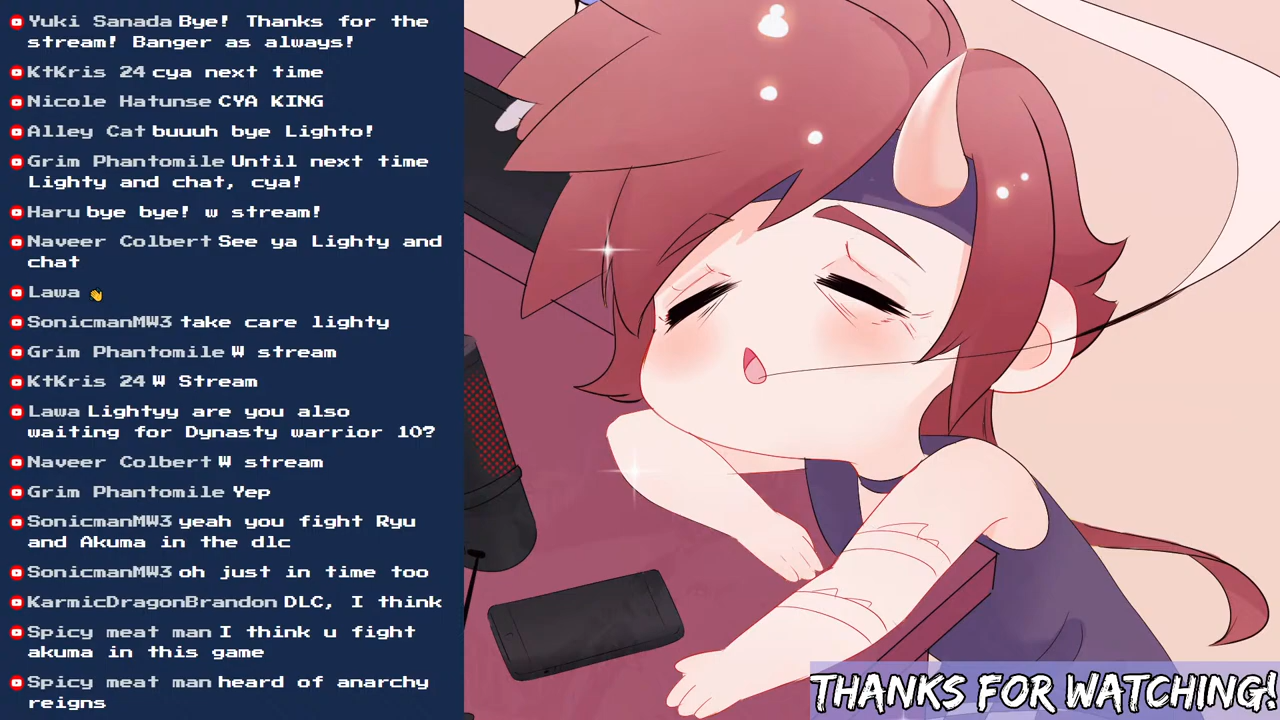 Yuki Sanada Bye! Thanks for the
stream! Banger as always!
KtKris 24 cya next time
Nicole Hatunse CYA KING
Alley Cat buuuh bye Lighto!
Grim Phantomile Until next time
Lighty and chat, cya!
Haru bye bye! w stream!
Naveer Colbert See ya Lighty and
chat
Lawa 👏
SonicmanMW3 take care lighty
Grim Phantomile W stream
KtKris 24 W Stream
Lawa Lightyy are you also
waiting for Dynasty warrior 10?
Naveer Colbert W stream
Grim Phantomile Yep
SonicmanMW3 yeah you fight Ryu
and Akuma in the dlc
SonicmanMW3 oh just in time too
KarmicDragonBrandon DLC, I think
Spicy meat man I think u fight
akuma in this game
Spicy meat man heard of anarchy
reigns
THANKS FOR WATCHING!